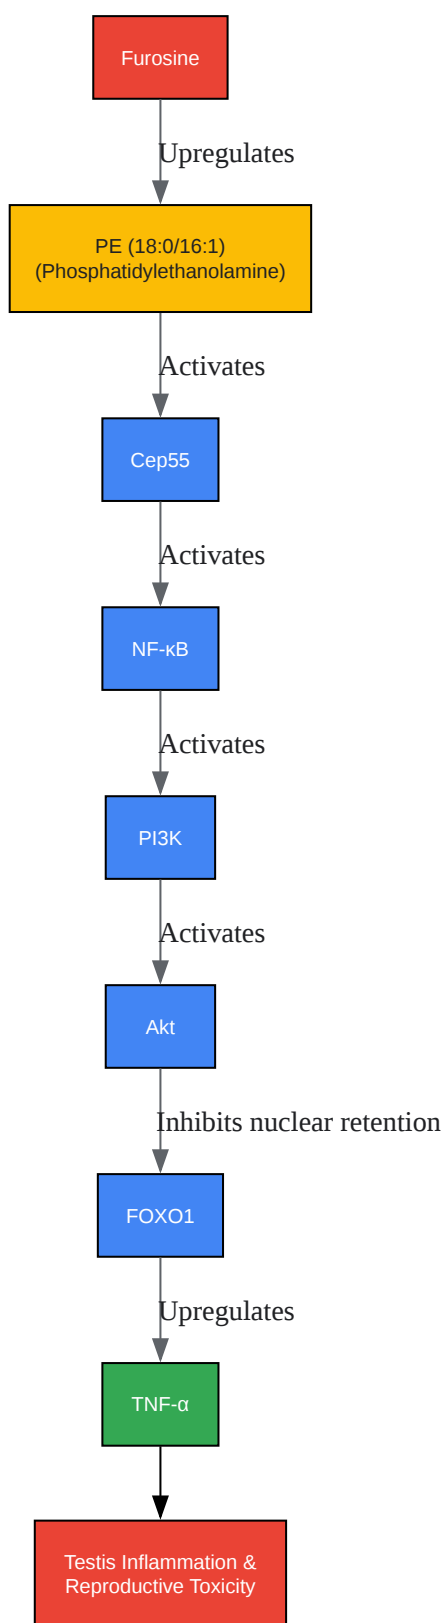 Furosine
Upregulates
PE (18:0/16:1)
(Phosphatidylethanolamine)
Activates
Cep55
Activates
NF-κB
Activates
PI3K
Activates
Akt
Inhibits nuclear retention
FOXO1
Upregulates
TNF-α
Testis Inflammation &
Reproductive Toxicity